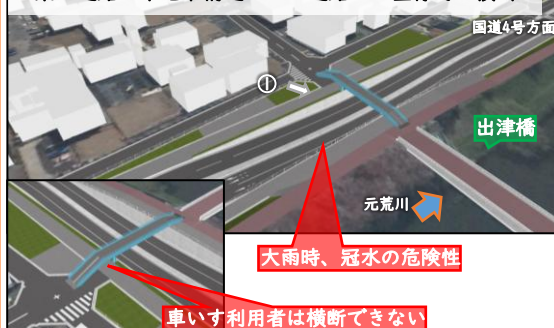 国道4号方面
①
出津橋
元荒川
大雨時、冠水の危険性
車いす利用者は横断できない